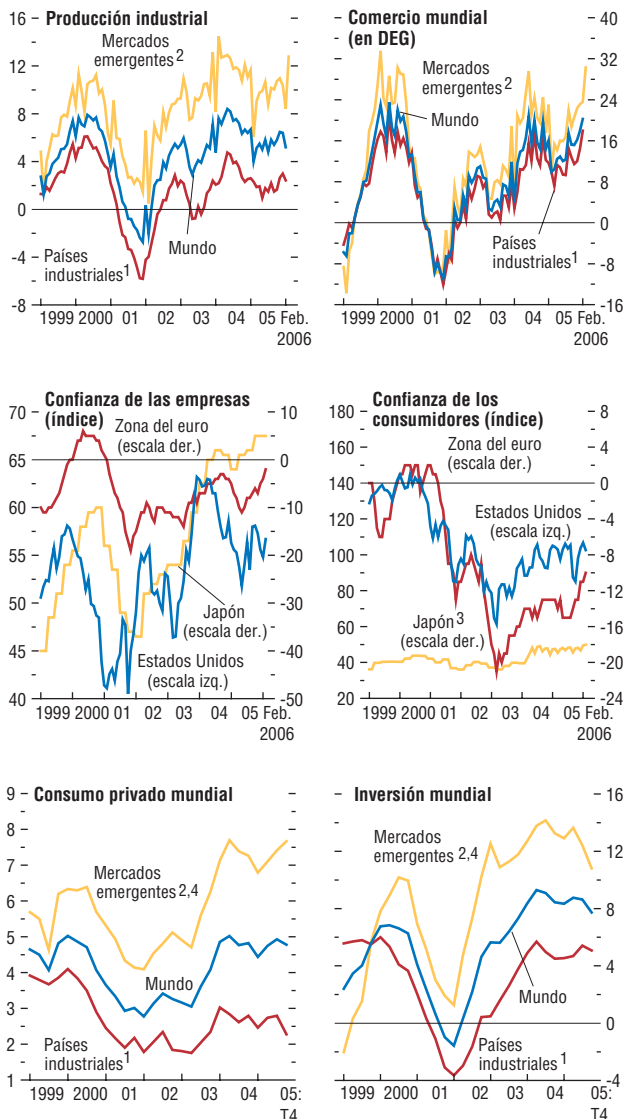 Producción industrial
16
12
8
4
0
-4
-8
Mercados
emergentes 2
Mundo
Países
industriales 1
1999 2000 01 02 03 04 05 Feb.
2006
Comercio mundial
(en DEG)
40
32
24
16
8
0
-8
-16
Mercados
emergentes 2
Mundo
Países
industriales 1
1999 2000 01 02 03 04 05 Feb.
2006
Confianza de las empresas
(índice)
70
65
60
55
50
45
40
10
0
-10
-20
-30
-40
-50
Zona del euro
(escala der.)
Japón
(escala der.)
Estados Unidos
(escala izq.)
1999 2000 01 02 03 04 05 Feb.
2006
Confianza de los
consumidores (índice)
180
160
140
120
100
80
60
40
20
8
4
0
-4
-8
-12
-16
-20
-24
Zona del euro
(escala der.)
Estados Unidos
(escala izq.)
Japón 3
(escala der.)
1999 2000 01 02 03 04 05 Feb.
2006
Consumo privado mundial
9
8
7
6
5
4
3
2
1
Mercados
emergentes 2,4
Mundo
Países
industriales 1
1999 2000 01 02 03 04 05:
T4
Inversión mundial
16
12
8
4
0
-4
Mercados
emergentes 2,4
Mundo
Países
industriales 1
1999 2000 01 02 03 04 05:
T4